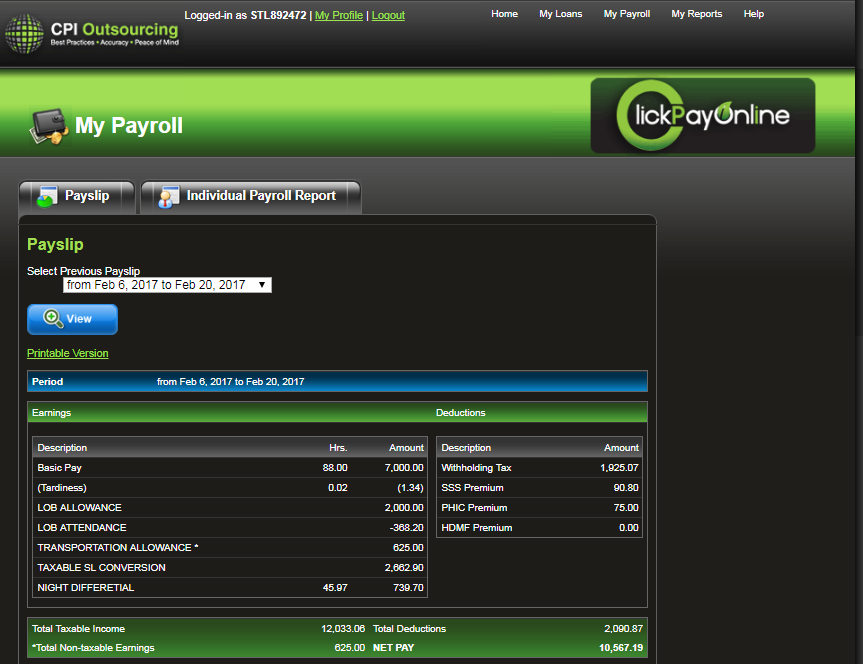 CPI Outsourcing
Best Practices • Accuracy • Peace of Mind
Logged-in as STL892472 | My Profile | Logout
Home My Loans My Payroll My Reports Help
My Payroll
ClickPayOnline
Payslip Individual Payroll Report
Payslip
Select Previous Payslip
from Feb 6, 2017 to Feb 20, 2017
View
Printable Version
Period from Feb 6, 2017 to Feb 20, 2017
Earnings Deductions
Description Hrs. Amount Description Amount
Basic Pay 88.00 7,000.00 Withholding Tax 1,925.07
(Tardiness) 0.02 (1.34) SSS Premium 90.80
LOB ALLOWANCE 2,000.00 PHIC Premium 75.00
LOB ATTENDANCE -368.20 HDMF Premium 0.00
TRANSPORTATION ALLOWANCE * 625.00
TAXABLE SL CONVERSION 2,662.90
NIGHT DIFFERETIAL 45.97 739.70
Total Taxable Income 12,033.06 Total Deductions 2,090.87
*Total Non-taxable Earnings 625.00 NET PAY 10,567.19